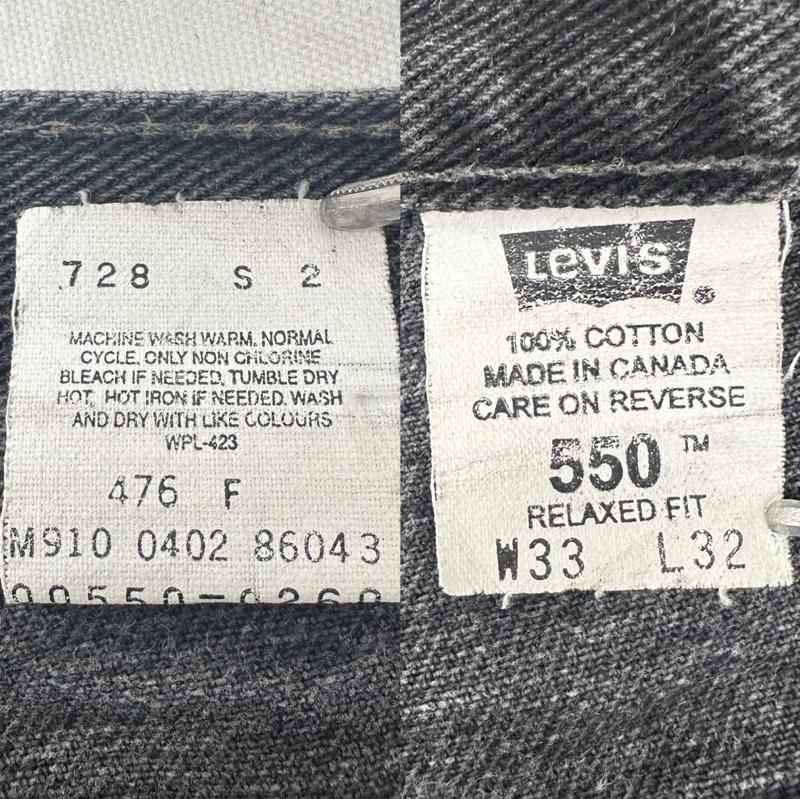 728 S 2
MACHINE WASH WARM, NORMAL
CYCLE. ONLY NON CHLORINE
BLEACH IF NEEDED. TUMBLE DRY
HOT, HOT IRON IF NEEDED. WASH
AND DRY WITH LIKE COLOURS
WPL-423
476 F
M910 0402 86043
LEVI'S ®
100% COTTON
MADE IN CANADA
CARE ON REVERSE
550 ™
RELAXED FIT
W33 L32